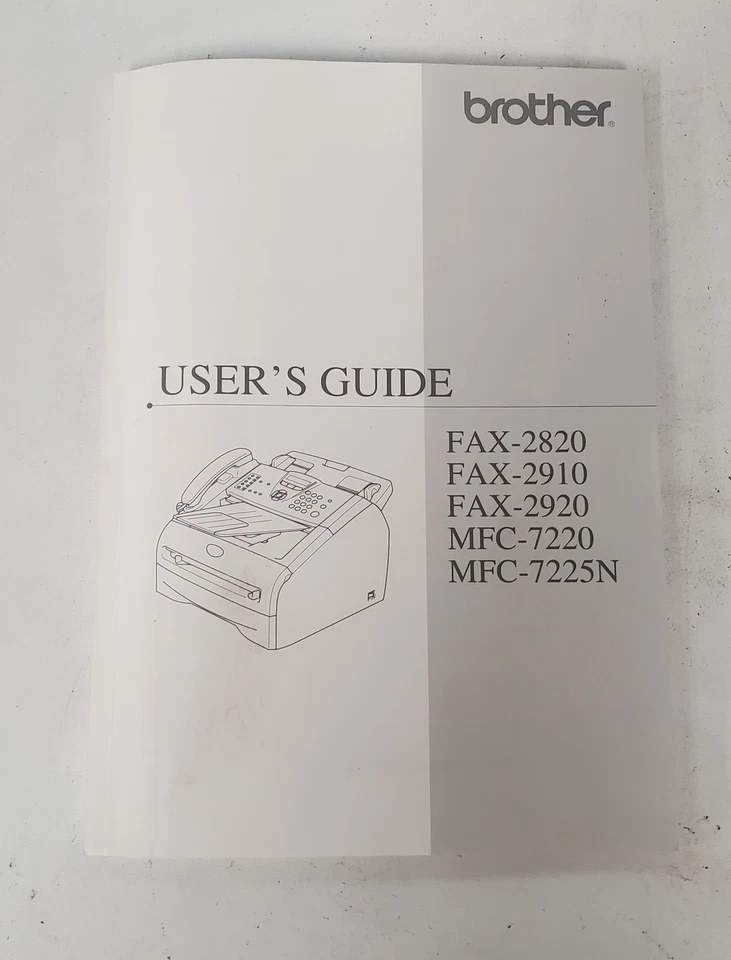 brother®
USER'S GUIDE
FAX-2820
FAX-2910
FAX-2920
MFC-7220
MFC-7225N